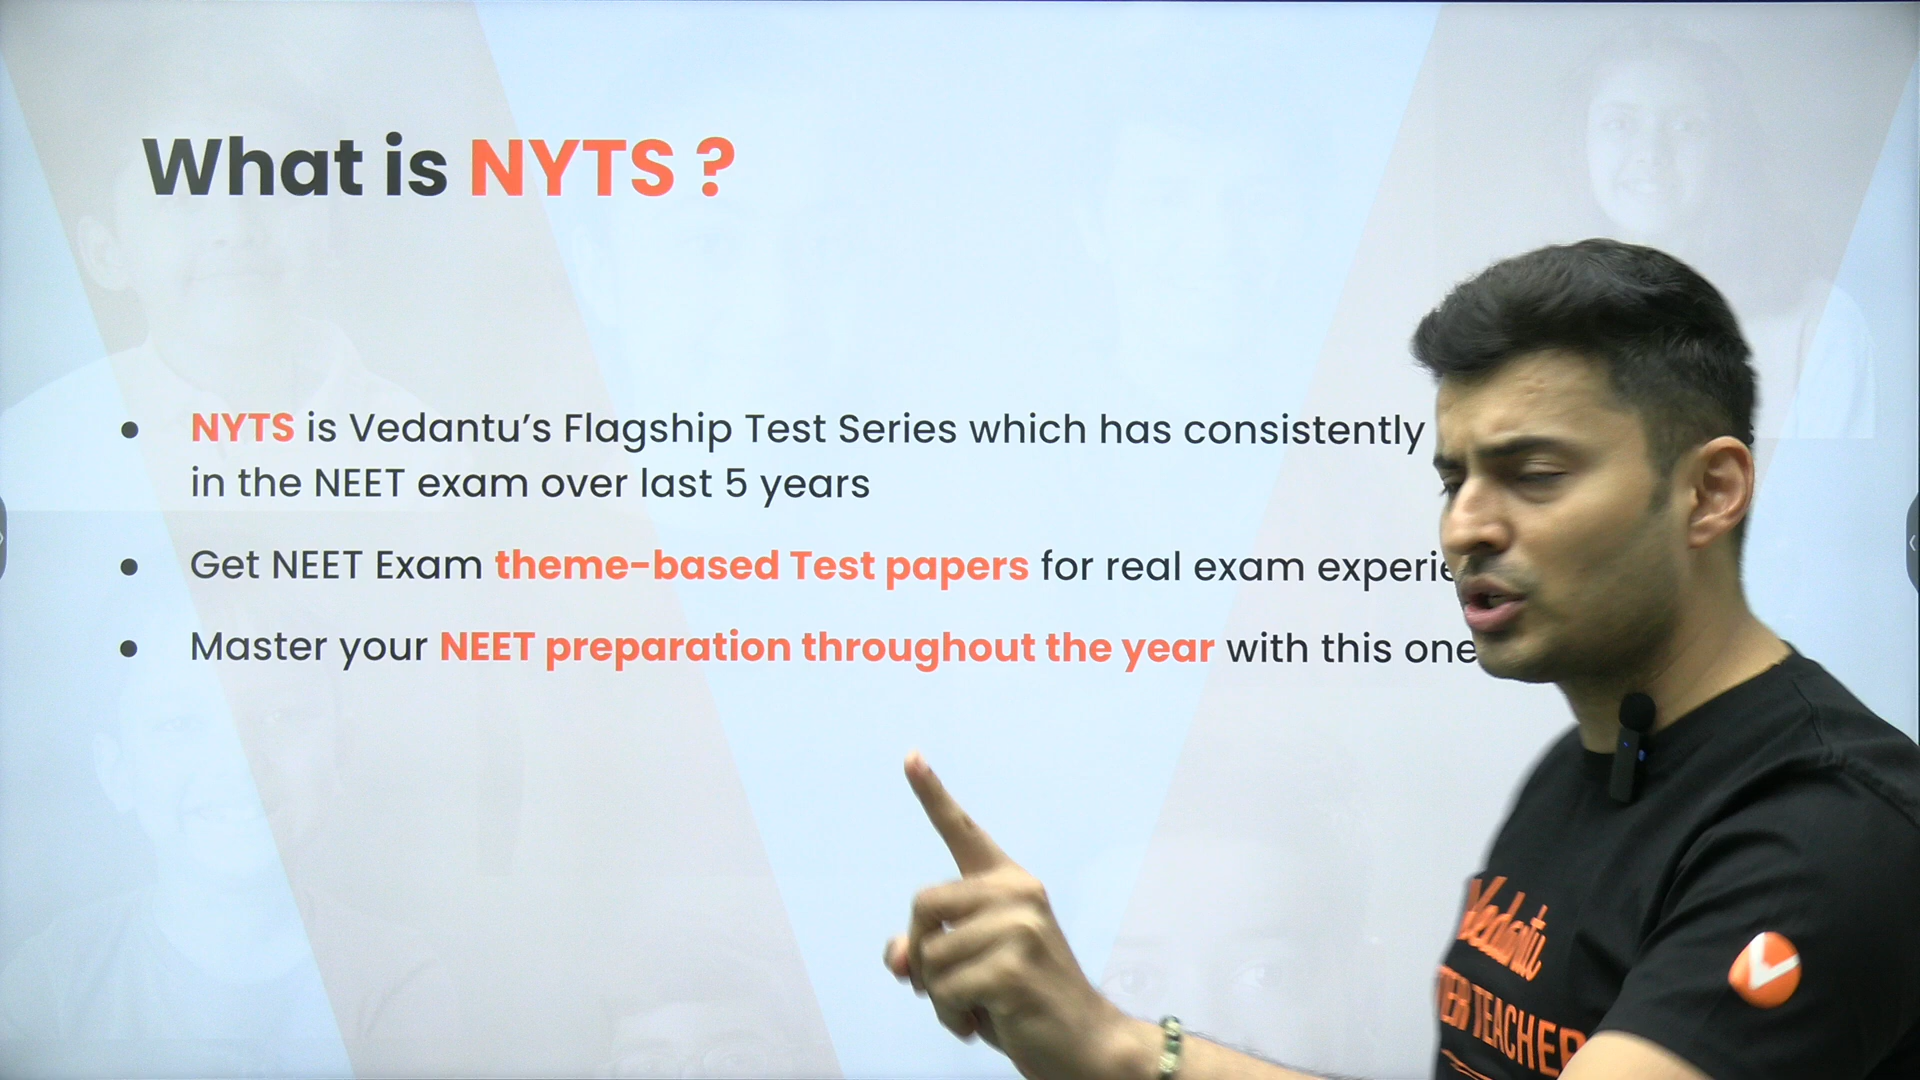 What is NYTS ?
● NYTS is Vedantu’s Flagship Test Series which has consistently
in the NEET exam over last 5 years
● Get NEET Exam theme-based Test papers for real exam
● Master your NEET preparation throughout the year with this one
Vedantu
TEACHER